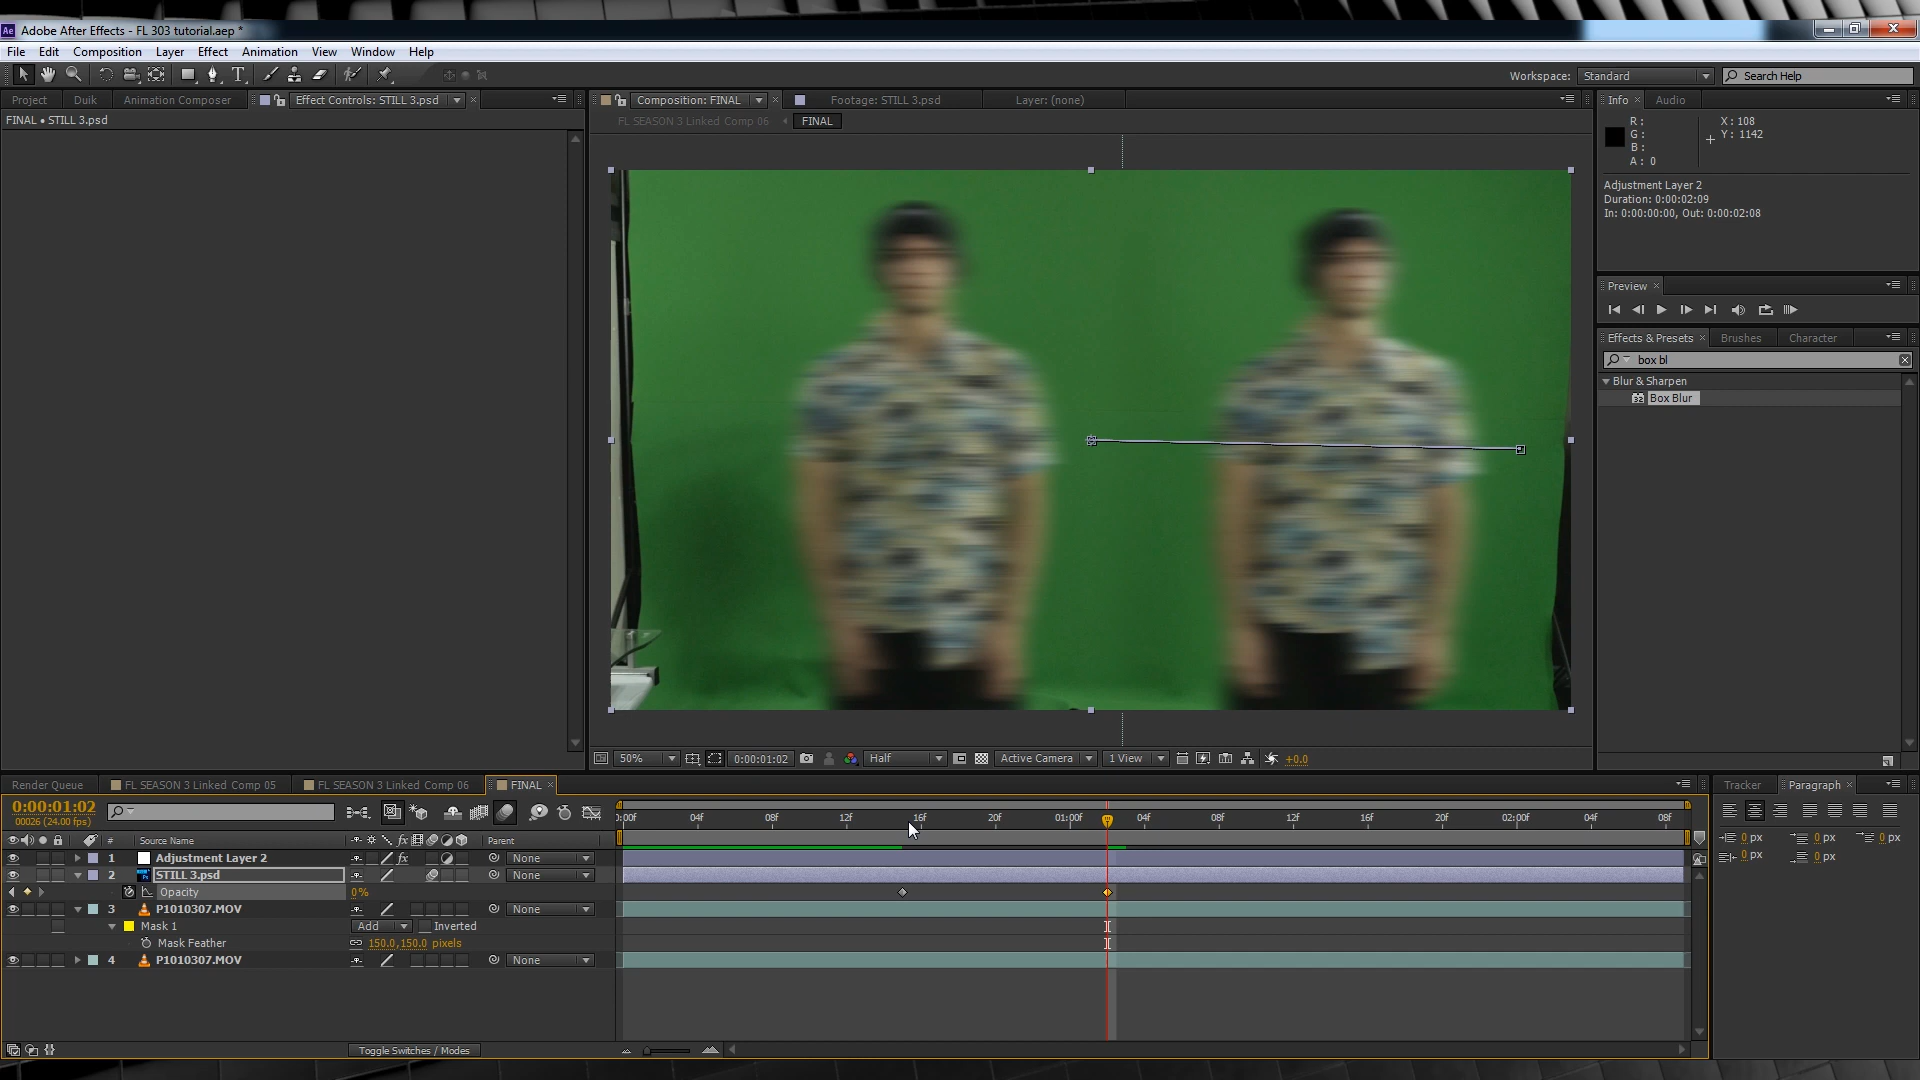 Ae Adobe After Effects - FL 303 tutorial.aep *
File Edit Composition Layer Effect Animation View Window Help
Workspace: Standard Search Help
Project Duik Animation Composer Effect Controls: STILL 3.psd
Composition: FINAL Footage: STILL 3.psd Layer: (none)
Info Audio
FINAL • STILL 3.psd
FL SEASON 3 Linked Comp 06 FINAL
R :
G :
B :
A : 0
X : 108
Y : 1142
Adjustment Layer 2
Duration: 0:00:02:09
In: 0:00:00:00, Out: 0:00:02:08
Preview
Effects & Presets Brushes Character
box bl
Blur & Sharpen
32 Box Blur
50% 0:00:01:02 Half Active Camera 1 View +0.0
Render Queue FL SEASON 3 Linked Comp 05 FL SEASON 3 Linked Comp 06 FINAL
Tracker Paragraph
0:00:01:02
00026 (24.00 fps)
0:00f 04f 08f 12f 16f 20f 01:00f 04f 08f 12f 16f 20f 02:00f 04f 08f
# Source Name fx Parent
1 Adjustment Layer 2 fx None
2 STILL 3.psd None
Opacity 0%
3 P1010307.MOV None
Mask 1 Add Inverted
Mask Feather 150.0,150.0 pixels
4 P1010307.MOV None
Toggle Switches / Modes
0 px 0 px 0 px
0 px 0 px